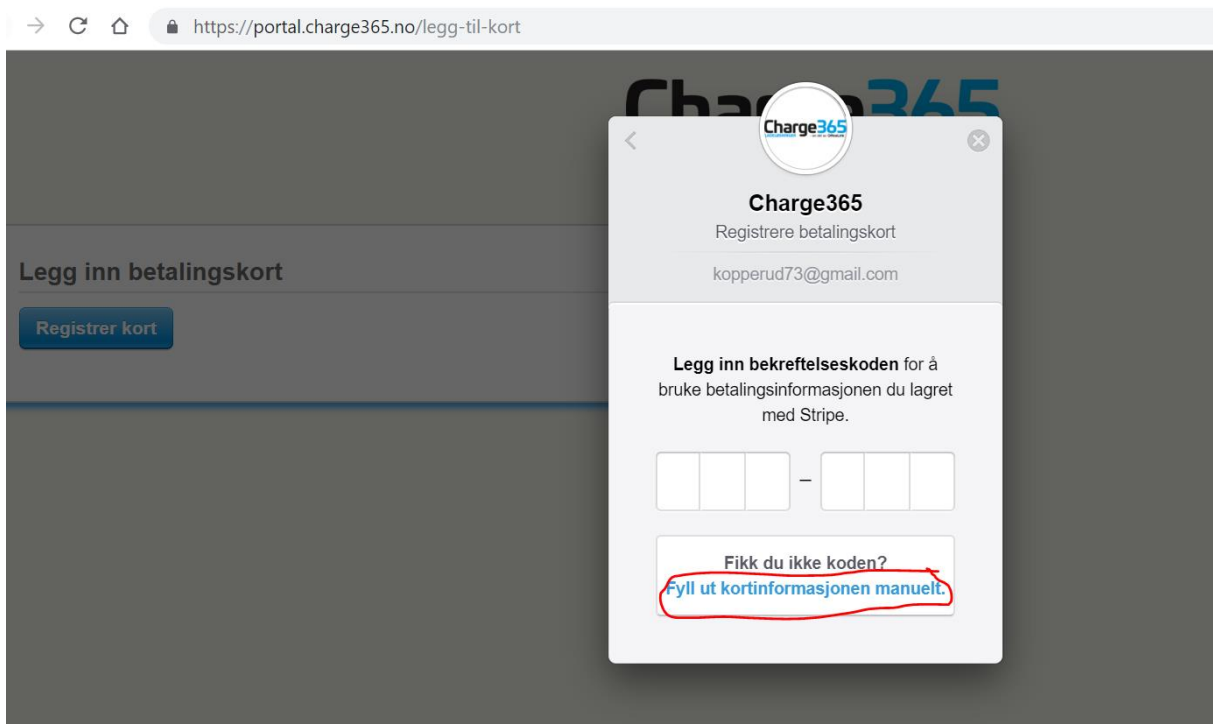 https://portal.charge365.no/legg-til-kort
Charge365
Charge365
Charge365
Registrere betalingskort
kopperud73@gmail.com
Legg inn betalingskort
Registrer kort
Legg inn bekreftelseskoden for å
bruke betalingsinformasjonen du lagret
med Stripe.
–
Fikk du ikke koden?
Fyll ut kortinformasjonen manuelt.